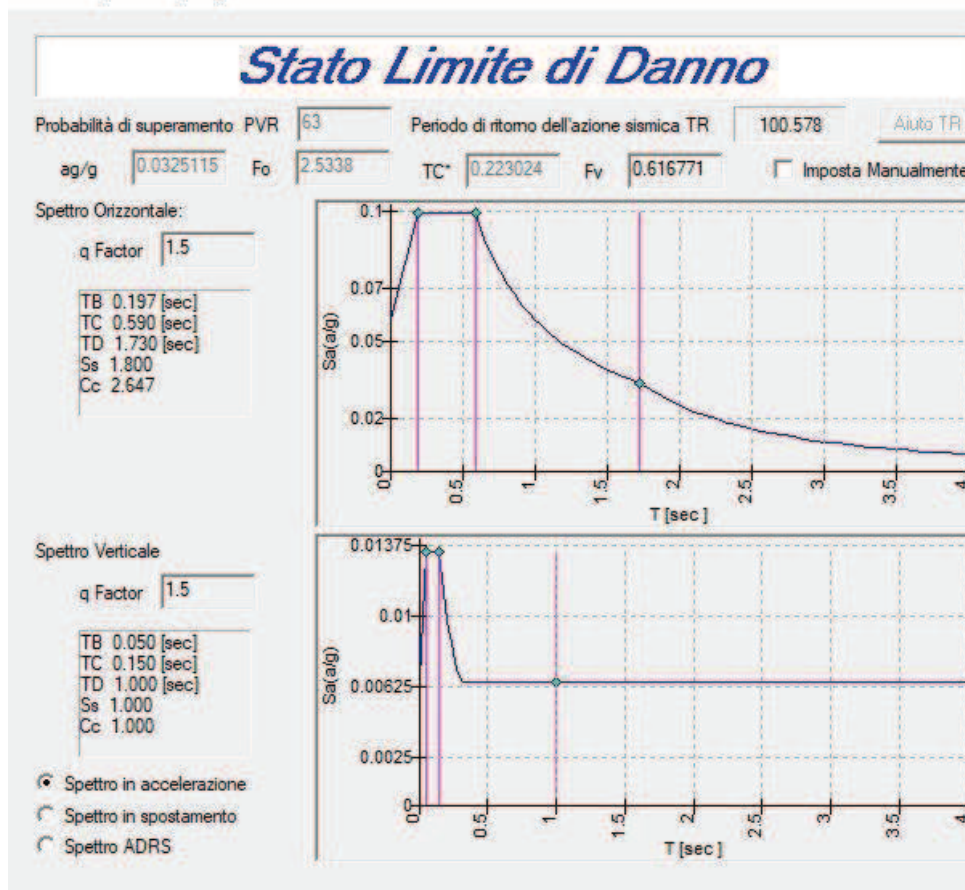 Stato Limite di Danno
Probabilità di superamento PVR 63 Periodo di ritorno dell'azione sismica TR 100.578 Aiuto TR
ag/g 0.0325115 Fo 2.5338 TC* 0.223024 Fv 0.616771 Imposta Manualmente
Spettro Orizzontale:
q Factor 1.5
TB 0.197 [sec]
TC 0.590 [sec]
TD 1.730 [sec]
Ss 1.800
Cc 2.647
0.1
0.07
0.05
0.02
0
Sa(a/g)
0 0.5 1 1.5 2 2.5 3 3.5 4
T [sec]
Spettro Verticale
q Factor 1.5
TB 0.050 [sec]
TC 0.150 [sec]
TD 1.000 [sec]
Ss 1.000
Cc 1.000
Spettro in accelerazione
Spettro in spostamento
Spettro ADRS
0.01375
0.01
0.00625
0.0025
0
Sa(a/g)
0 0.5 1 1.5 2 2.5 3 3.5 4
T [sec]